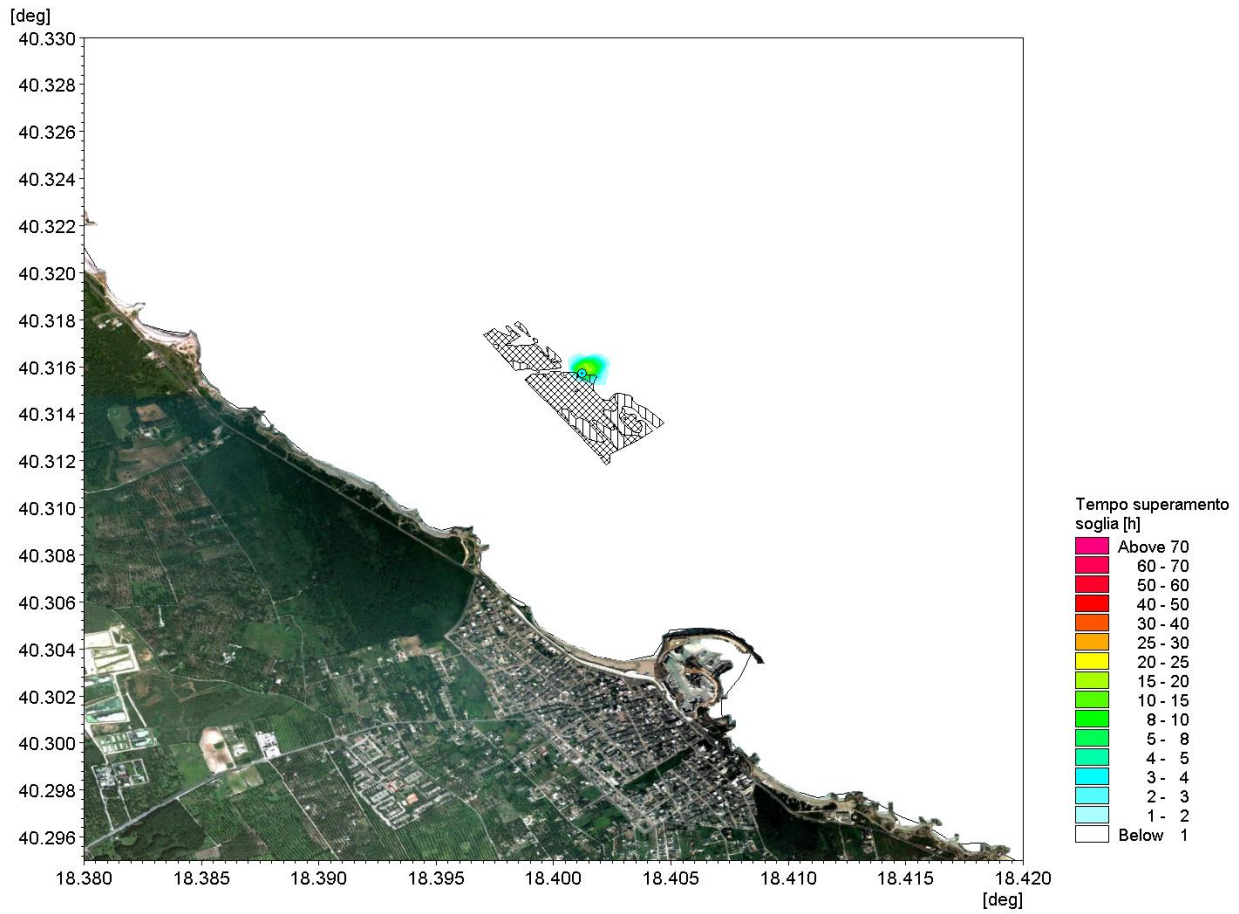 [deg]
40.330
40.328
40.326
40.324
40.322
40.320
40.318
40.316
40.314
40.312
40.310
40.308
40.306
40.304
40.302
40.300
40.298
40.296
18.380 18.385 18.390 18.395 18.400 18.405 18.410 18.415 18.420
[deg]
Tempo superamento
soglia [h]
Above 70
60 - 70
50 - 60
40 - 50
30 - 40
25 - 30
20 - 25
15 - 20
10 - 15
8 - 10
5 - 8
4 - 5
3 - 4
2 - 3
1 - 2
Below 1